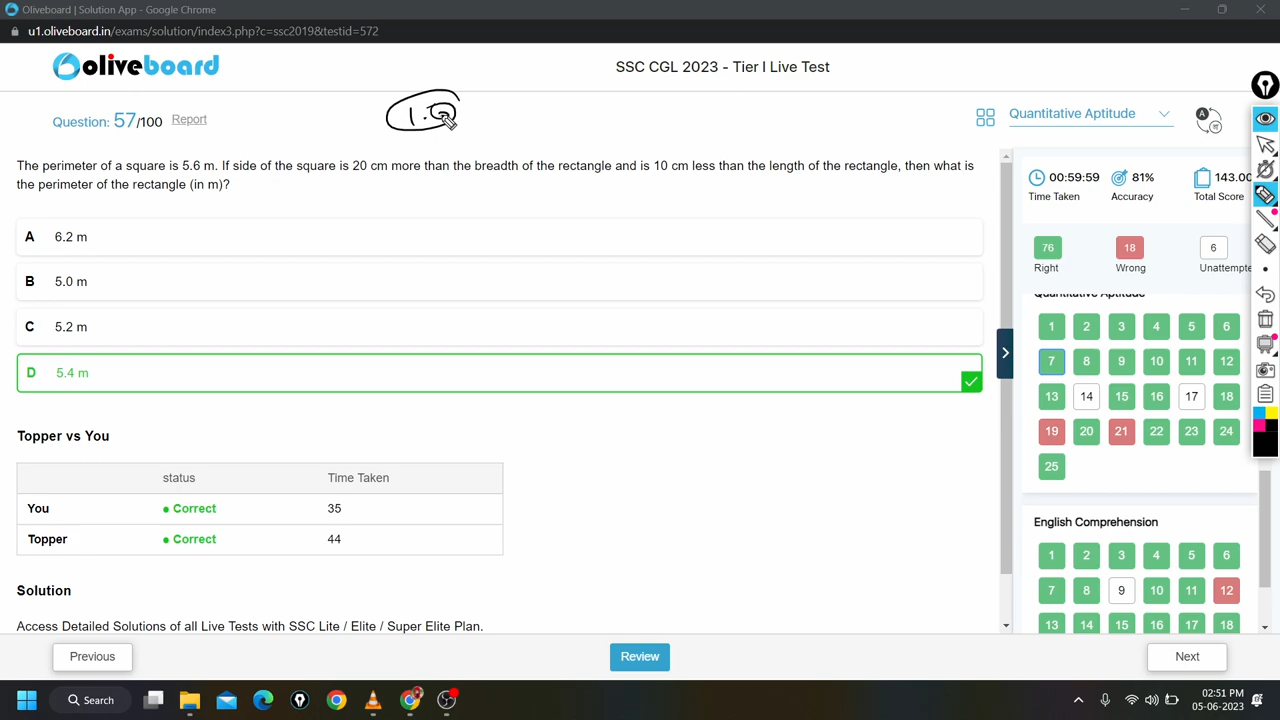 Oliveboard | Solution App - Google Chrome
u1.oliveboard.in/exams/solution/index3.php?c=ssc2019&testid=572
oliveboard
SSC CGL 2023 - Tier I Live Test
Question: 57/100 Report
Quantitative Aptitude
The perimeter of a square is 5.6 m. If side of the square is 20 cm more than the breadth of the rectangle and is 10 cm less than the length of the rectangle, then what is
the perimeter of the rectangle (in m)?
A 6.2 m
B 5.0 m
C 5.2 m
D 5.4 m
Topper vs You
status Time Taken
You Correct 35
Topper Correct 44
Solution
Access Detailed Solutions of all Live Tests with SSC Lite / Elite / Super Elite Plan.
00:59:59 81% 143.00
Time Taken Accuracy Total Score
76 18 6
Right Wrong Unattempte
Quantitative Aptitude
1 2 3 4 5 6
7 8 9 10 11 12
13 14 15 16 17 18
19 20 21 22 23 24
25
English Comprehension
1 2 3 4 5 6
7 8 9 10 11 12
13 14 15 16 17 18
Previous Review Next
Search
02:51 PM
05-06-2023